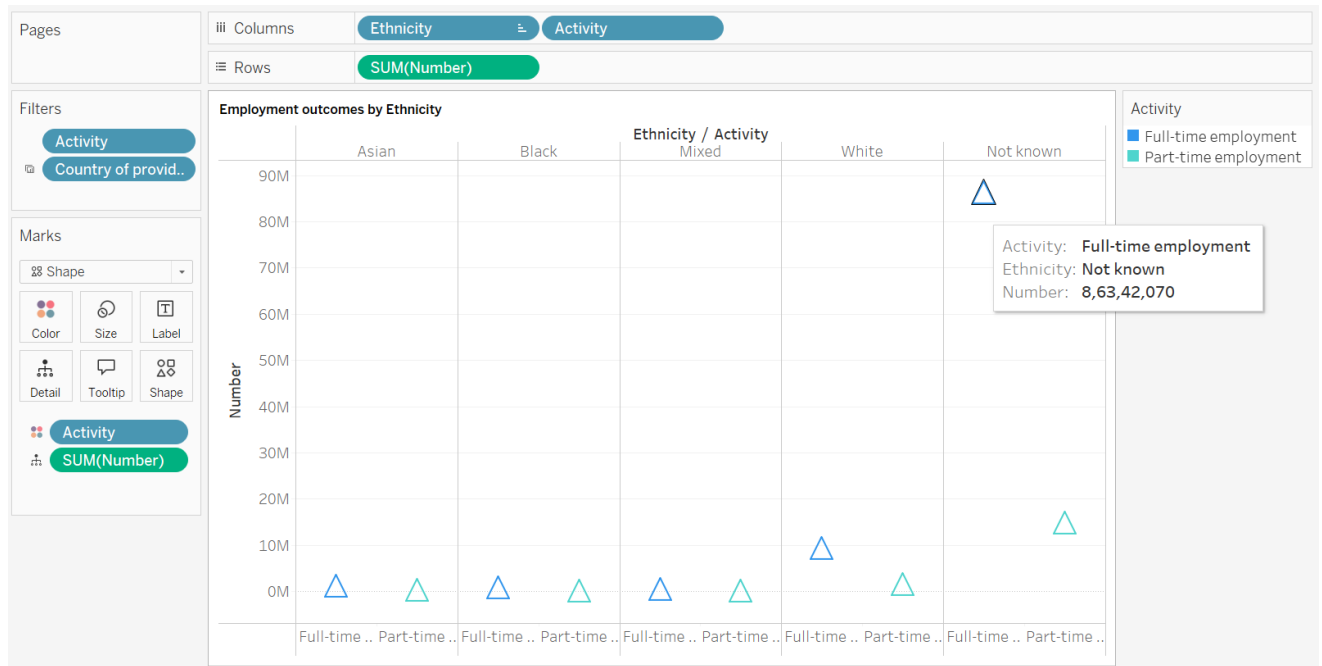 Pages
Columns
Ethnicity
Activity
Rows
SUM(Number)
Filters
Activity
Country of provid..
Marks
Shape
Color
Size
Label
Detail
Tooltip
Shape
Activity
SUM(Number)
Employment outcomes by Ethnicity
Ethnicity / Activity
Asian Black Mixed White Not known
Number
90M
80M
70M
60M
50M
40M
30M
20M
10M
0M
Full-time .. Part-time .. Full-time .. Part-time .. Full-time .. Part-time .. Full-time .. Part-time .. Full-time .. Part-time ..
Activity: Full-time employment
Ethnicity: Not known
Number: 8,63,42,070
Activity
Full-time employment
Part-time employment